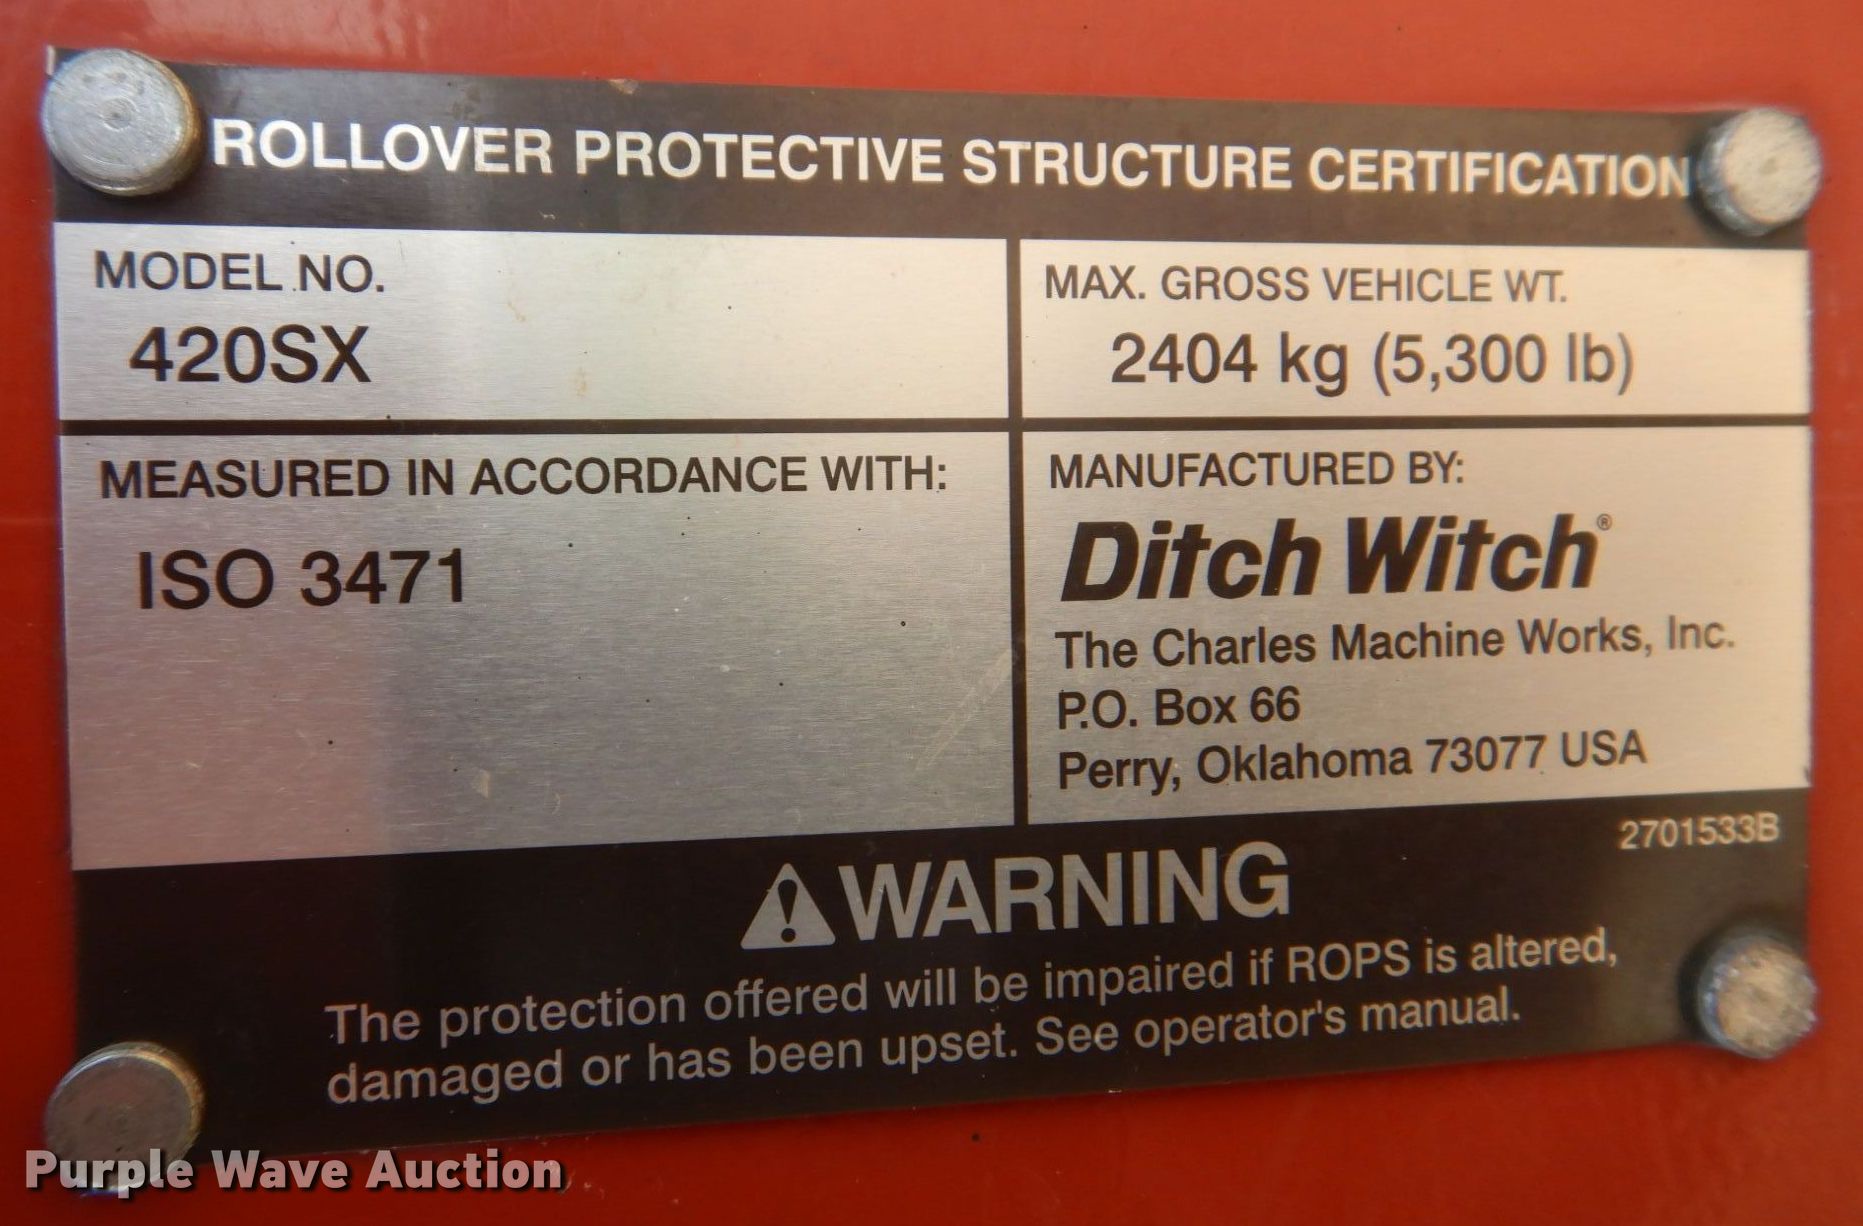 ROLLOVER PROTECTIVE STRUCTURE CERTIFICATION
MODEL NO.
420SX
MAX. GROSS VEHICLE WT.
2404 kg (5,300 lb)
MEASURED IN ACCORDANCE WITH:
ISO 3471
MANUFACTURED BY:
Ditch Witch®
The Charles Machine Works, Inc.
P.O. Box 66
Perry, Oklahoma 73077 USA
2701533B
WARNING
The protection offered will be impaired if ROPS is altered,
damaged or has been upset. See operator's manual.
Purple Wave Auction